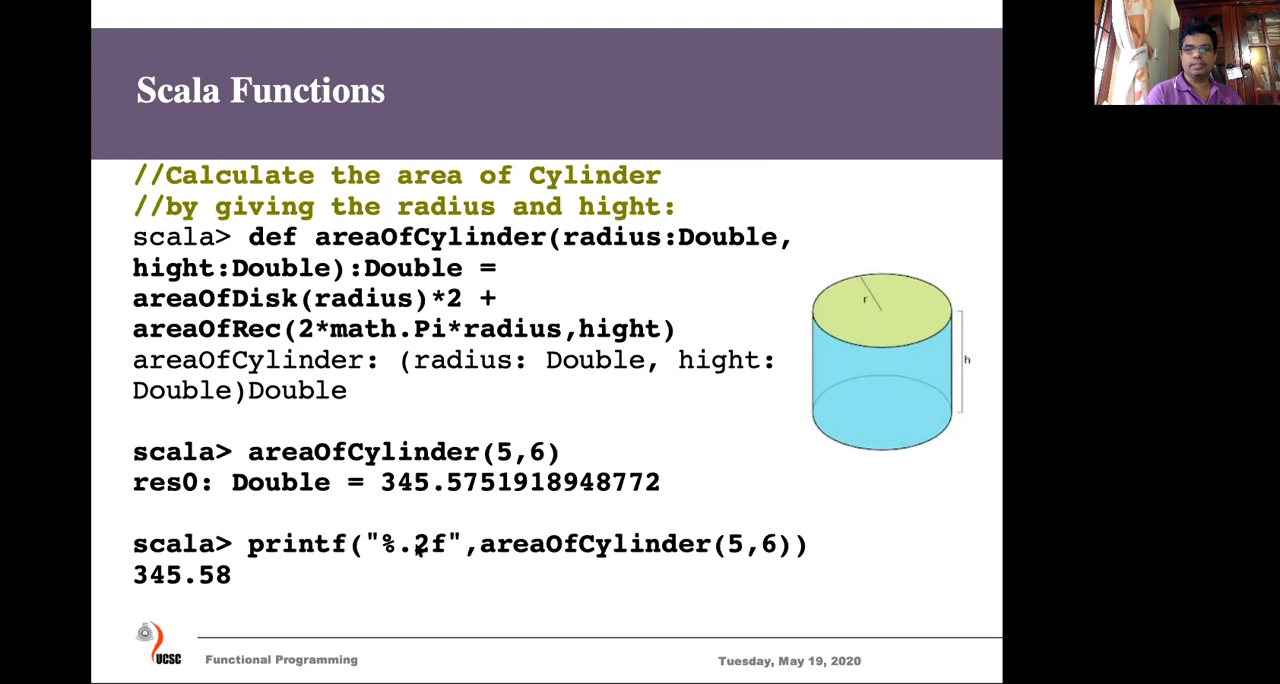 Scala Functions
//Calculate the area of Cylinder
//by giving the radius and hight:
scala> def areaOfCylinder(radius:Double,
hight:Double):Double =
areaOfDisk(radius)*2 +
areaOfRec(2*math.Pi*radius,hight)
areaOfCylinder: (radius: Double, hight:
Double)Double
r
h
scala> areaOfCylinder(5,6)
res0: Double = 345.5751918948772
scala> printf("%.2f",areaOfCylinder(5,6))
345.58
UCSC
Functional Programming
Tuesday, May 19, 2020